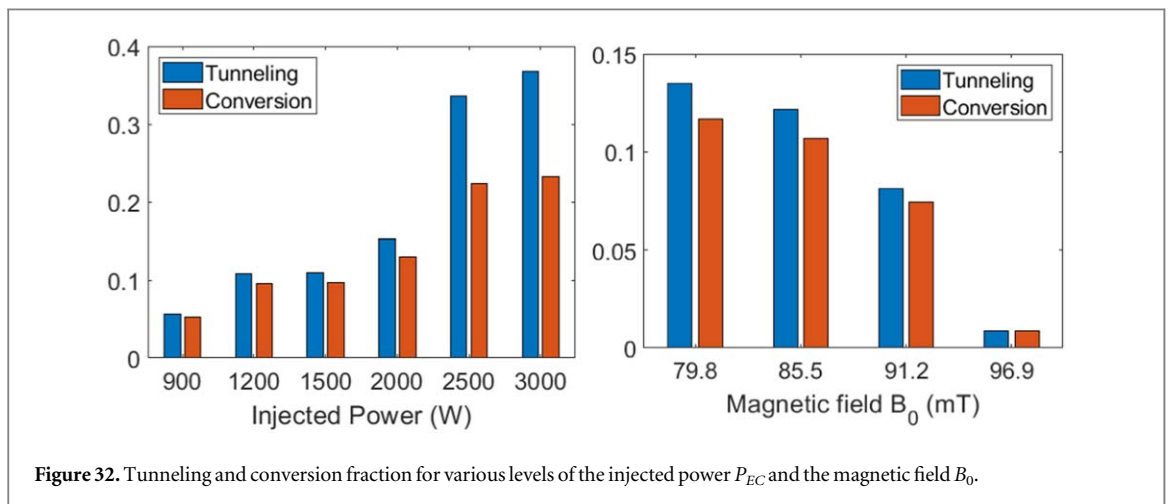 0.4
0.3
0.2
0.1
0
Tunneling
Conversion
900 1200 1500 2000 2500 3000
Injected Power (W)
0.15
0.1
0.05
0
Tunneling
Conversion
79.8 85.5 91.2 96.9
Magnetic field B₀ (mT)
Figure 32. Tunneling and conversion fraction for various levels of the injected power P_EC and the magnetic field B₀.